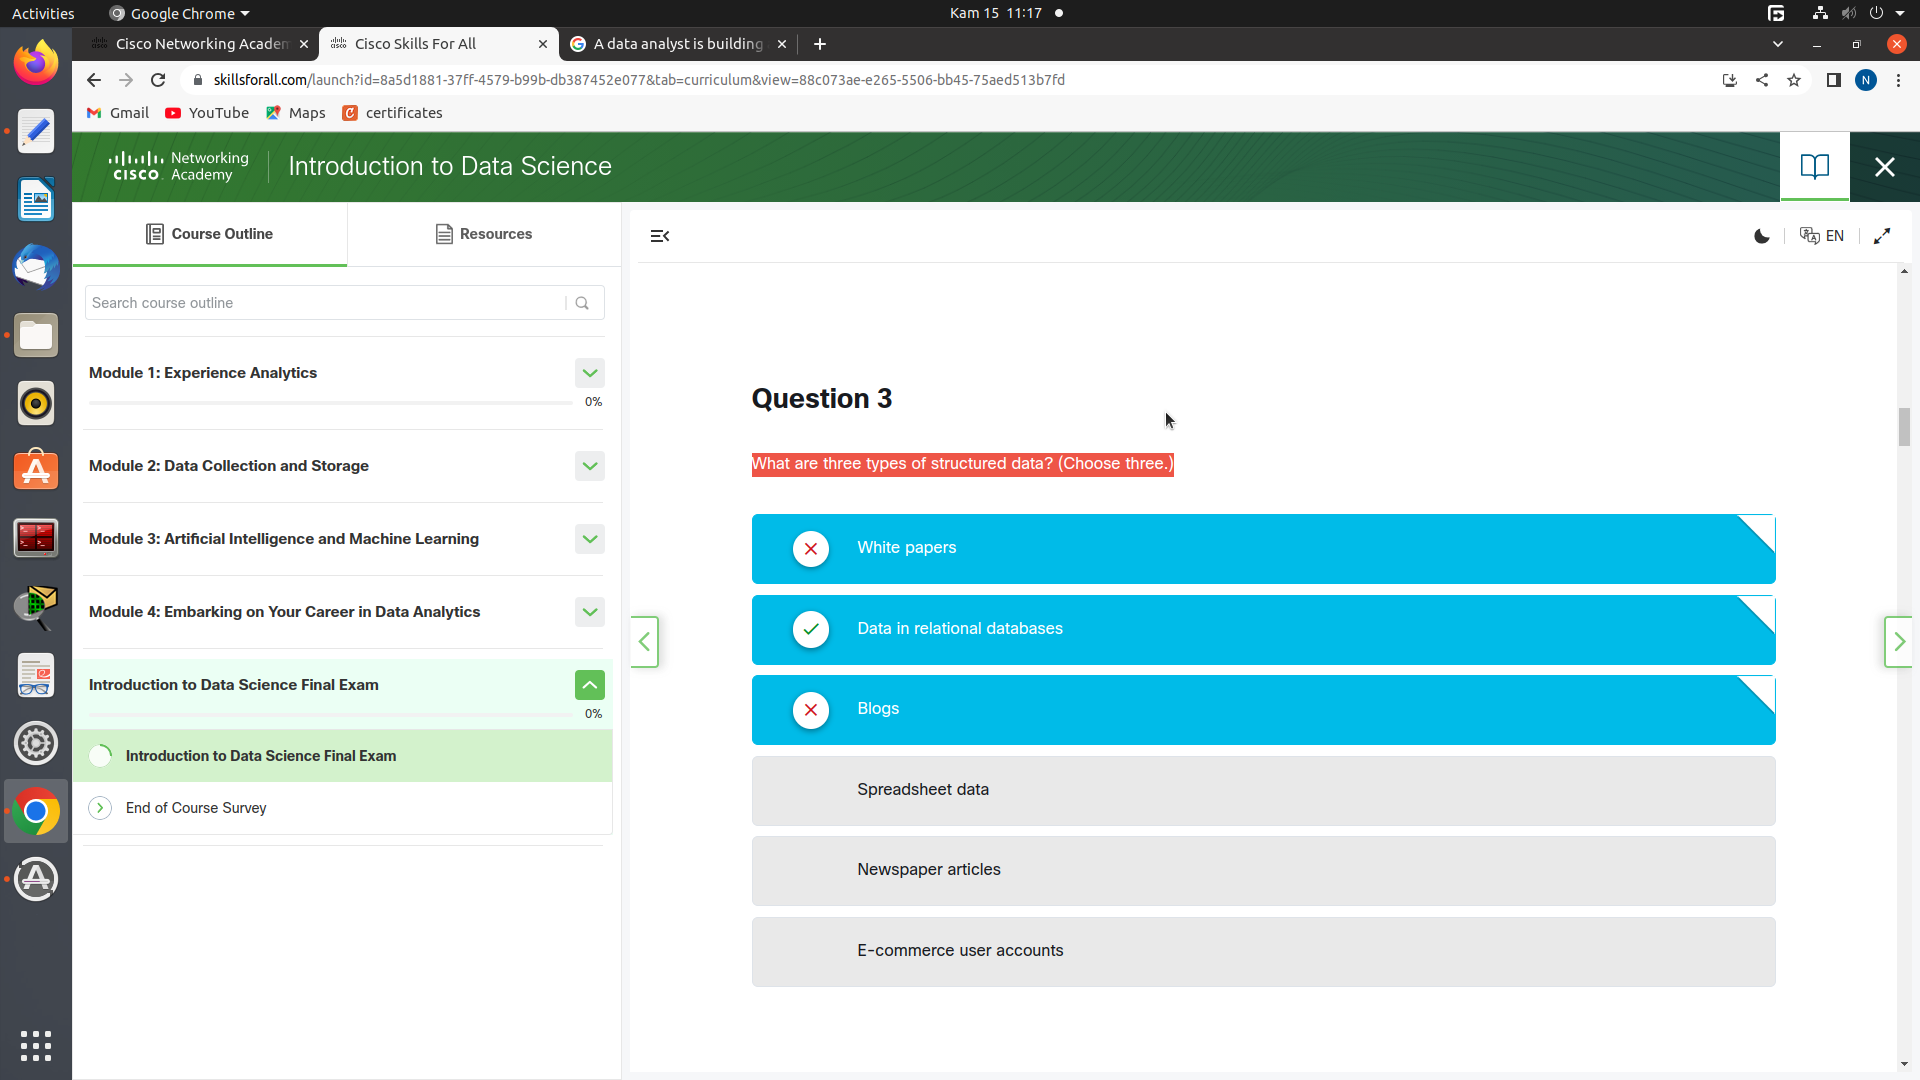 Activities
Google Chrome
Kam 15 11:17
Cisco Networking Academ
Cisco Skills For All
A data analyst is building
skillsforall.com/launch?id=8a5d1881-37ff-4579-b99b-db387452e077&tab=curriculum&view=88c073ae-e265-5506-bb45-75aed513b7fd
N
Gmail
YouTube
Maps
certificates
CISCO Networking Academy
Introduction to Data Science
Course Outline
Resources
EN
Search course outline
Module 1: Experience Analytics
0%
Module 2: Data Collection and Storage
Module 3: Artificial Intelligence and Machine Learning
Module 4: Embarking on Your Career in Data Analytics
Introduction to Data Science Final Exam
0%
Introduction to Data Science Final Exam
End of Course Survey
Question 3
What are three types of structured data? (Choose three.)
White papers
Data in relational databases
Blogs
Spreadsheet data
Newspaper articles
E-commerce user accounts